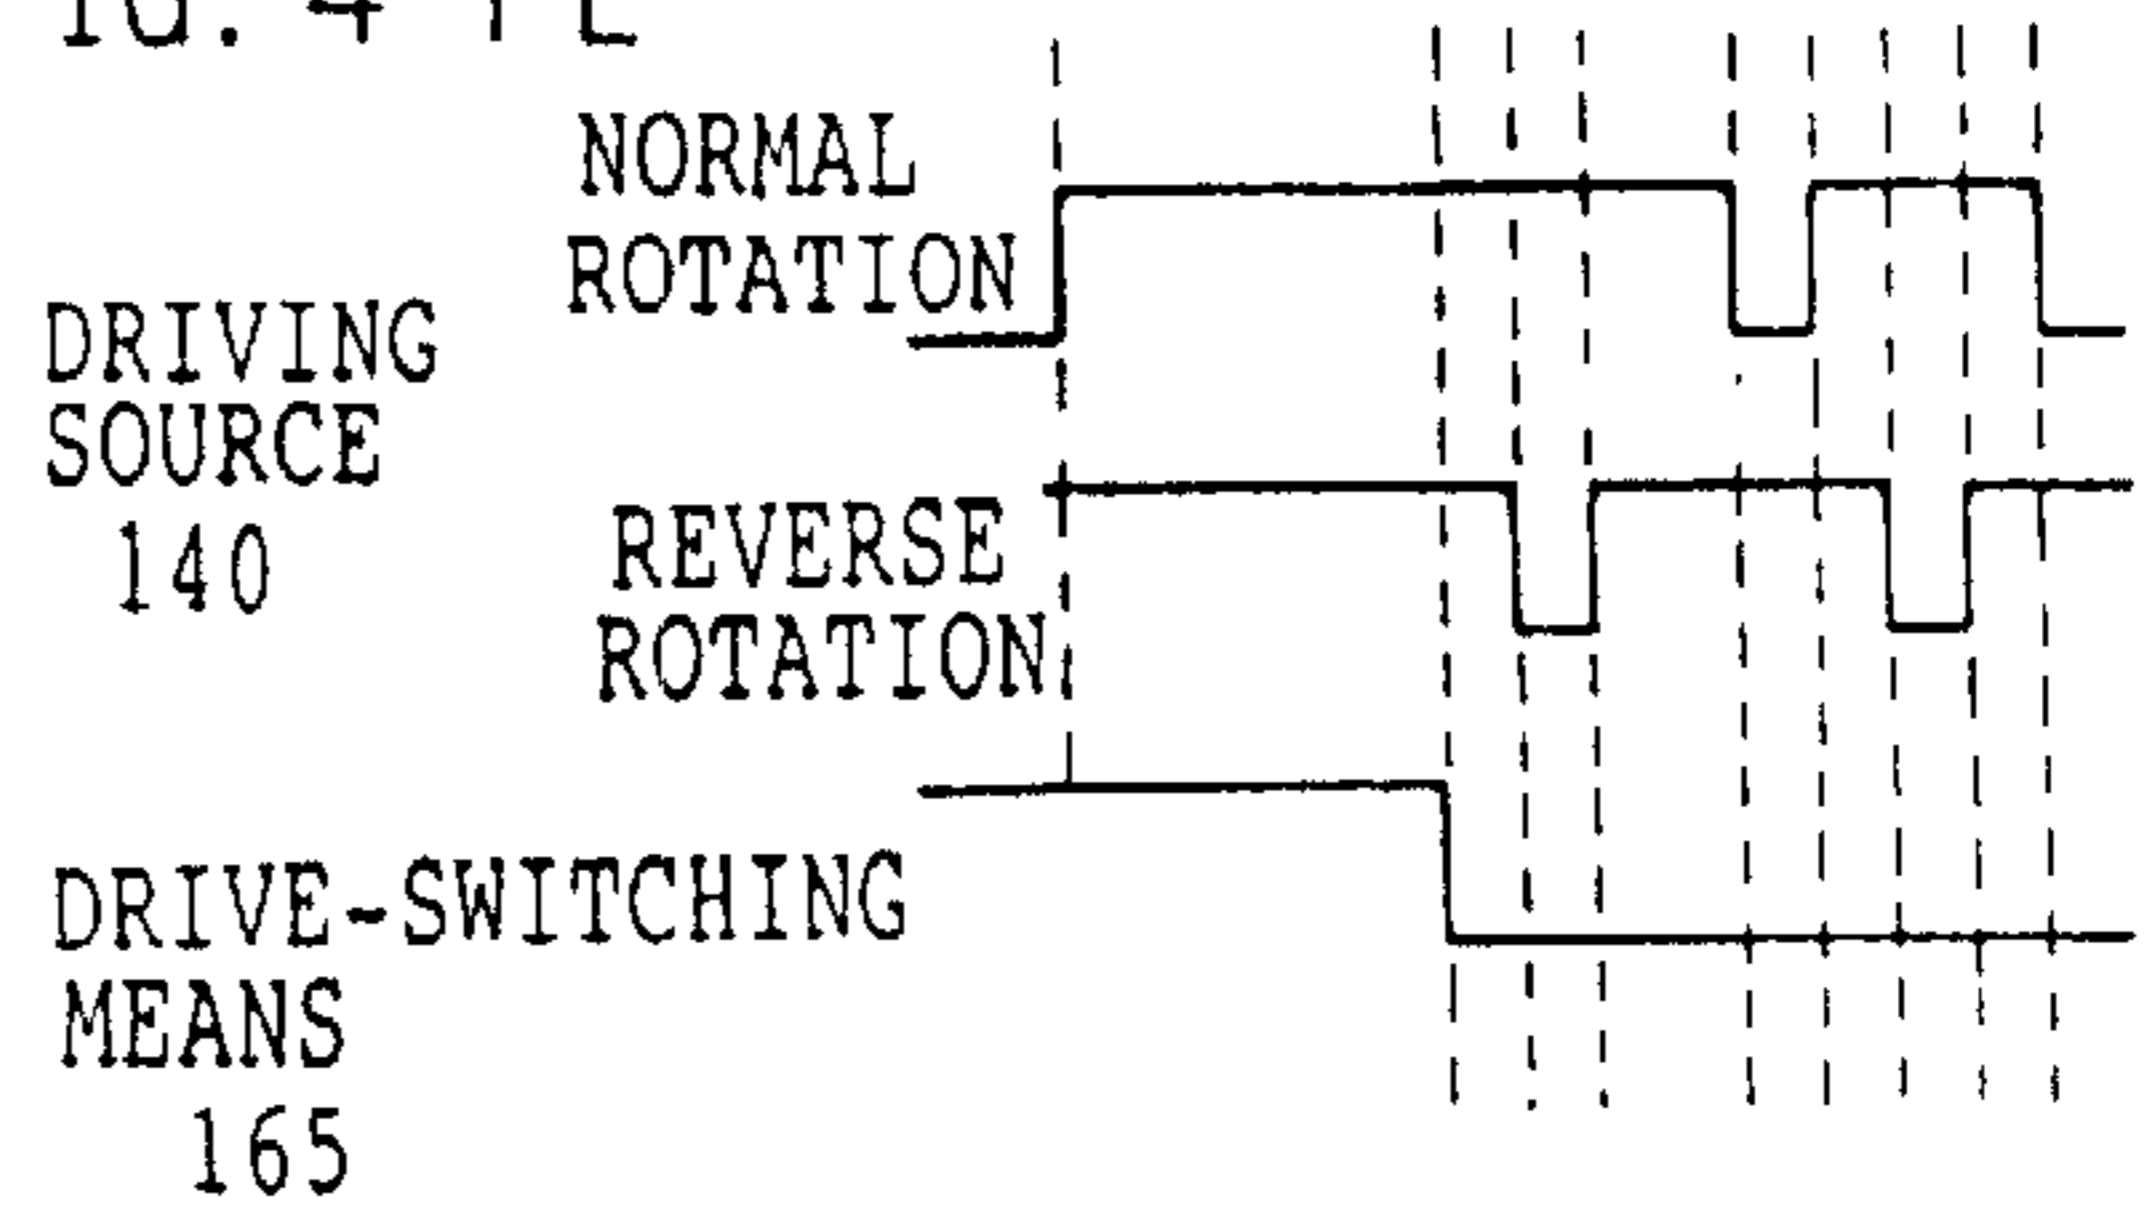 NORMAL
ROTATION
DRIVING
SOURCE
140
REVERSE
ROTATION
DRIVE-SWITCHING
MEANS
165